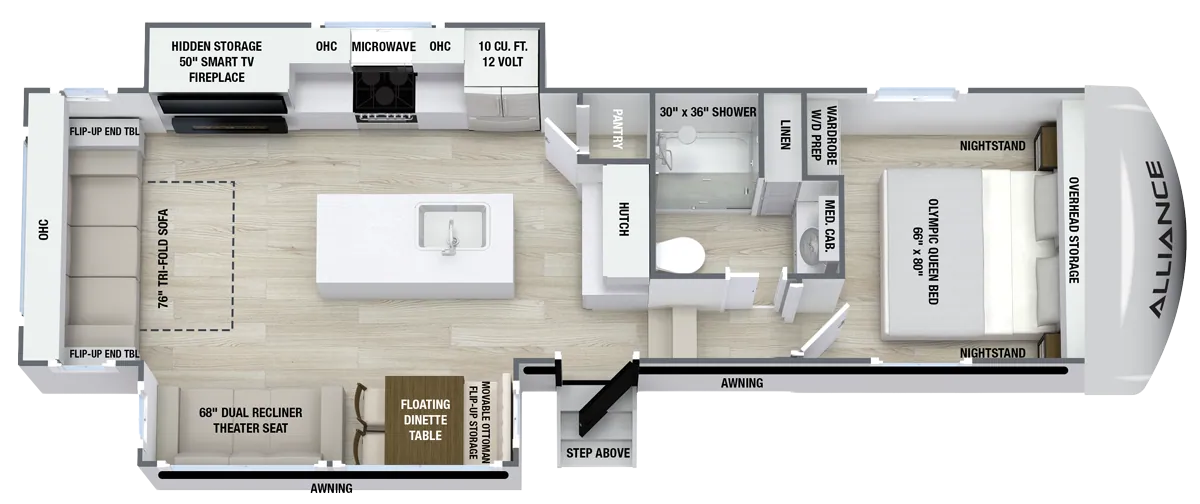 HIDDEN STORAGE
50" SMART TV
FIREPLACE
OHC
MICROWAVE
OHC
10 CU. FT.
12 VOLT
FLIP-UP END TBL
PANTRY
30" x 36" SHOWER
LINEN
WARDROBE
W/D PREP
NIGHTSTAND
OHC
76" TRI-FOLD SOFA
HUTCH
MED. CAB.
OLYMPIC QUEEN BED
66" x 80"
OVERHEAD STORAGE
ALLIANCE
FLIP-UP END TBL
NIGHTSTAND
AWNING
68" DUAL RECLINER
THEATER SEAT
FLOATING
DINETTE
TABLE
MOVABLE OTTOMAN
FLIP-UP STORAGE
STEP ABOVE
AWNING